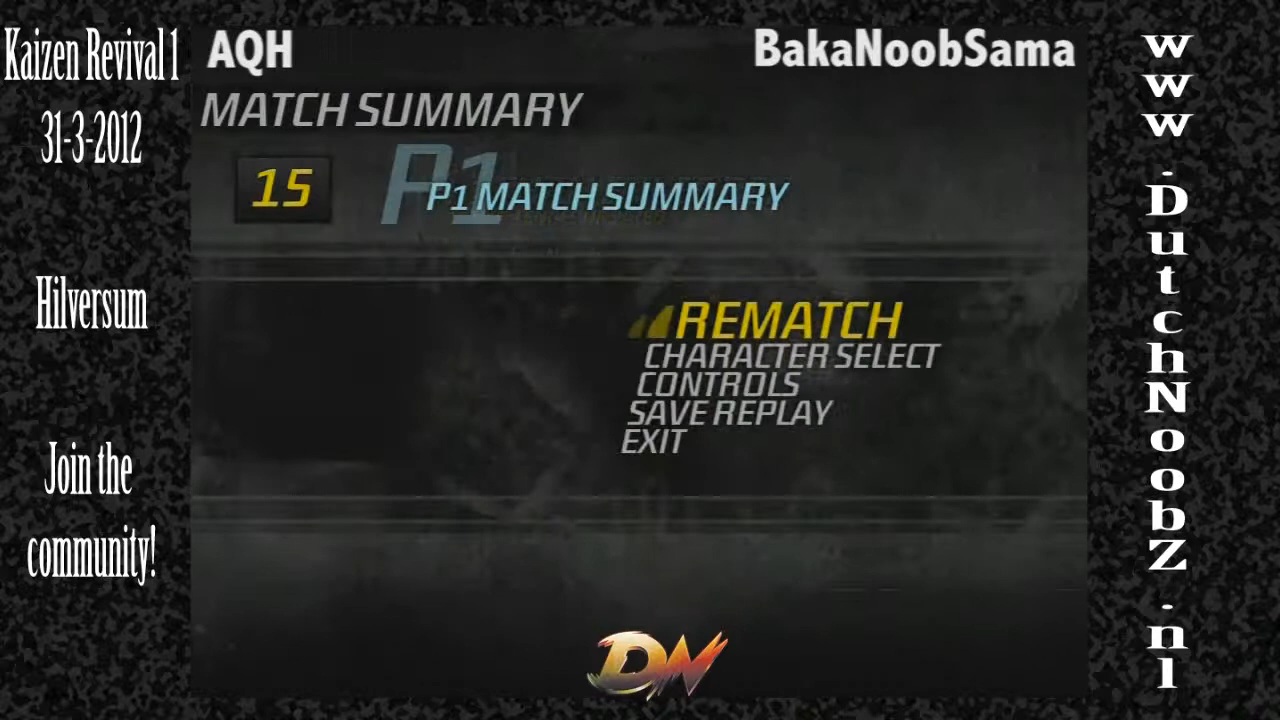 Kaizen Revival 1
31-3-2012
Hilversum
Join the
community!
AQH
BakaNoobSama
MATCH SUMMARY
15
P1
P1 MATCH SUMMARY
REMATCH
CHARACTER SELECT
CONTROLS
SAVE REPLAY
EXIT
DN
www.DutchNoobZ.nl